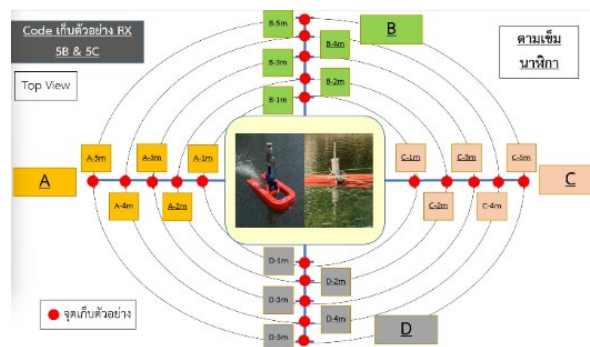 Code เก็บตัวอย่าง RX
5B & 5C
Top View
ตามเข็ม
นาฬิกา
B
B-5m
B-4m
B-3m
B-2m
B-1m
A
A-5m
A-3m
A-1m
A-4m
A-2m
C-1m
C-3m
C-5m
C-2m
C-4m
C
D-1m
D-2m
D-3m
D-4m
D-5m
D
จุดเก็บตัวอย่าง